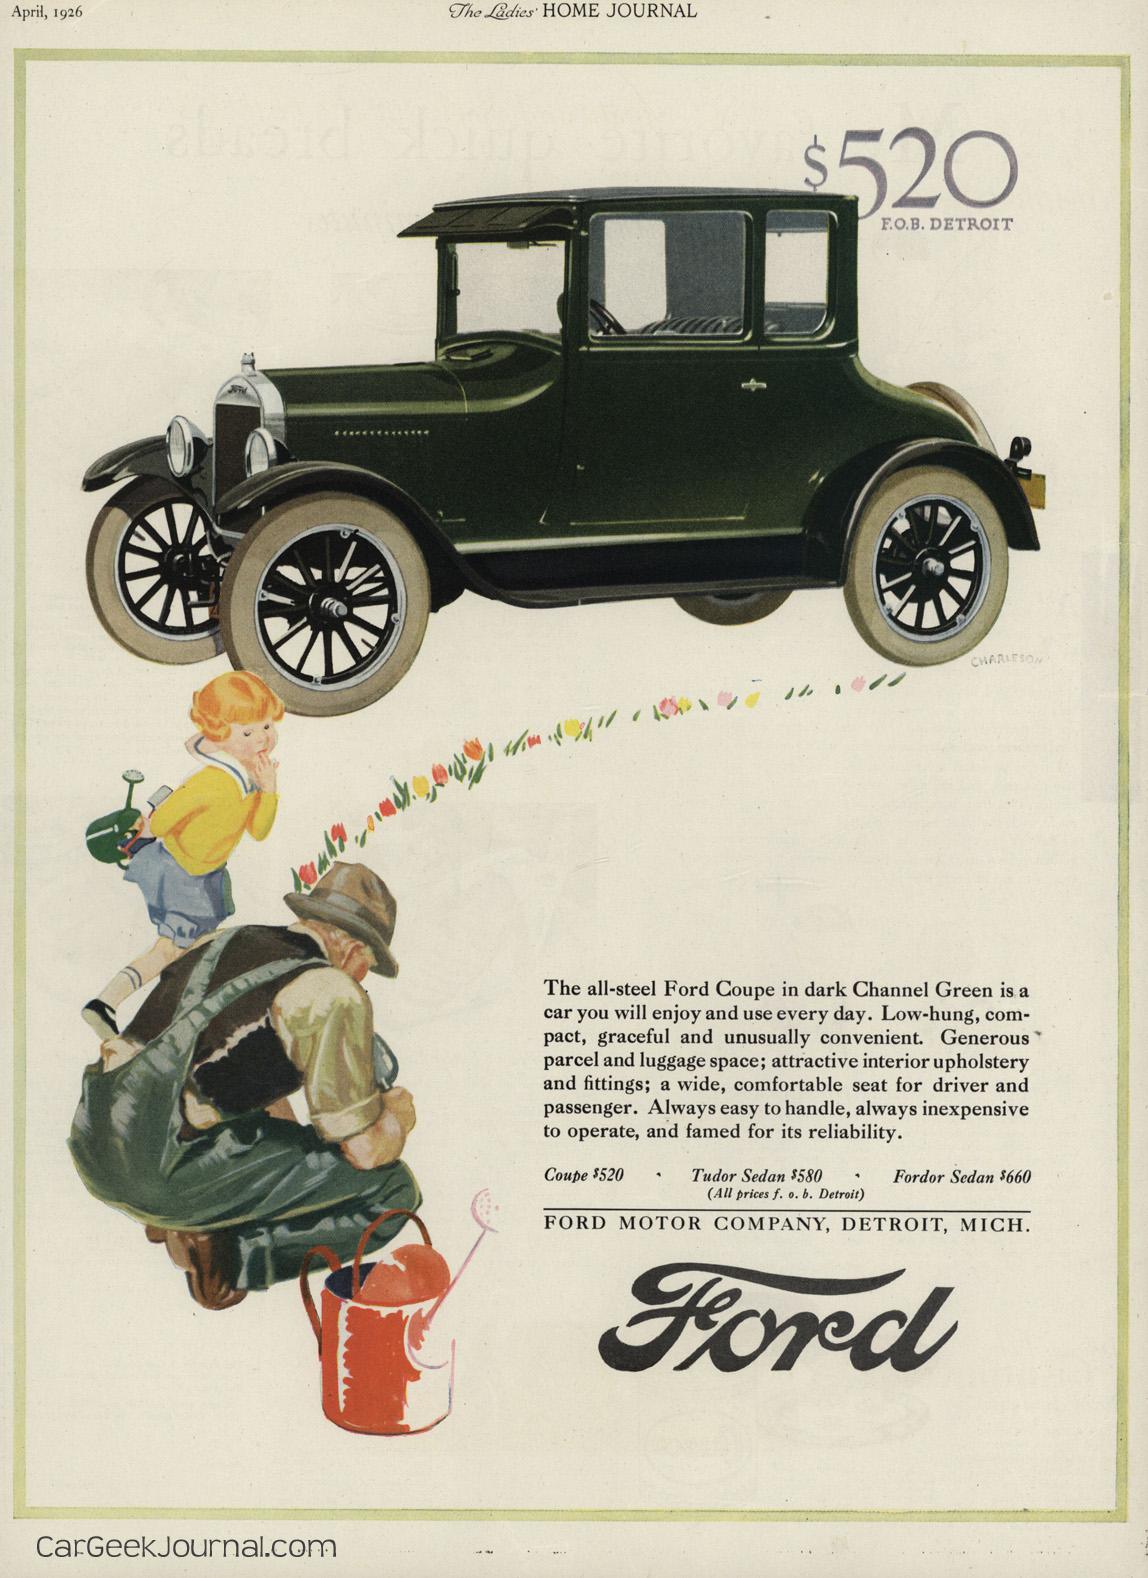 April, 1926
The Ladies' HOME JOURNAL
$520
F.O.B. DETROIT
Ford
CHARLESON
The all-steel Ford Coupe in dark Channel Green is a
car you will enjoy and use every day. Low-hung, com-
pact, graceful and unusually convenient. Generous
parcel and luggage space; attractive interior upholstery
and fittings; a wide, comfortable seat for driver and
passenger. Always easy to handle, always inexpensive
to operate, and famed for its reliability.
Coupe $520 · Tudor Sedan $580 · Fordor Sedan $660
(All prices f. o. b. Detroit)
FORD MOTOR COMPANY, DETROIT, MICH.
Ford
CarGeekJournal.com